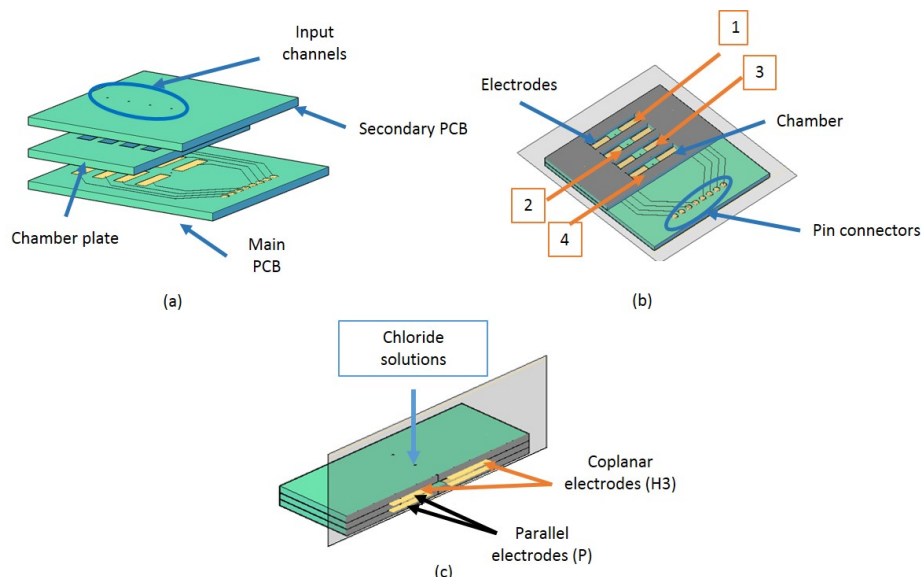 Input
channels
Secondary PCB
Chamber plate
Main
PCB
(a)
1
3
Electrodes
Chamber
2
4
Pin connectors
(b)
Chloride
solutions
Coplanar
electrodes (H3)
Parallel
electrodes (P)
(c)